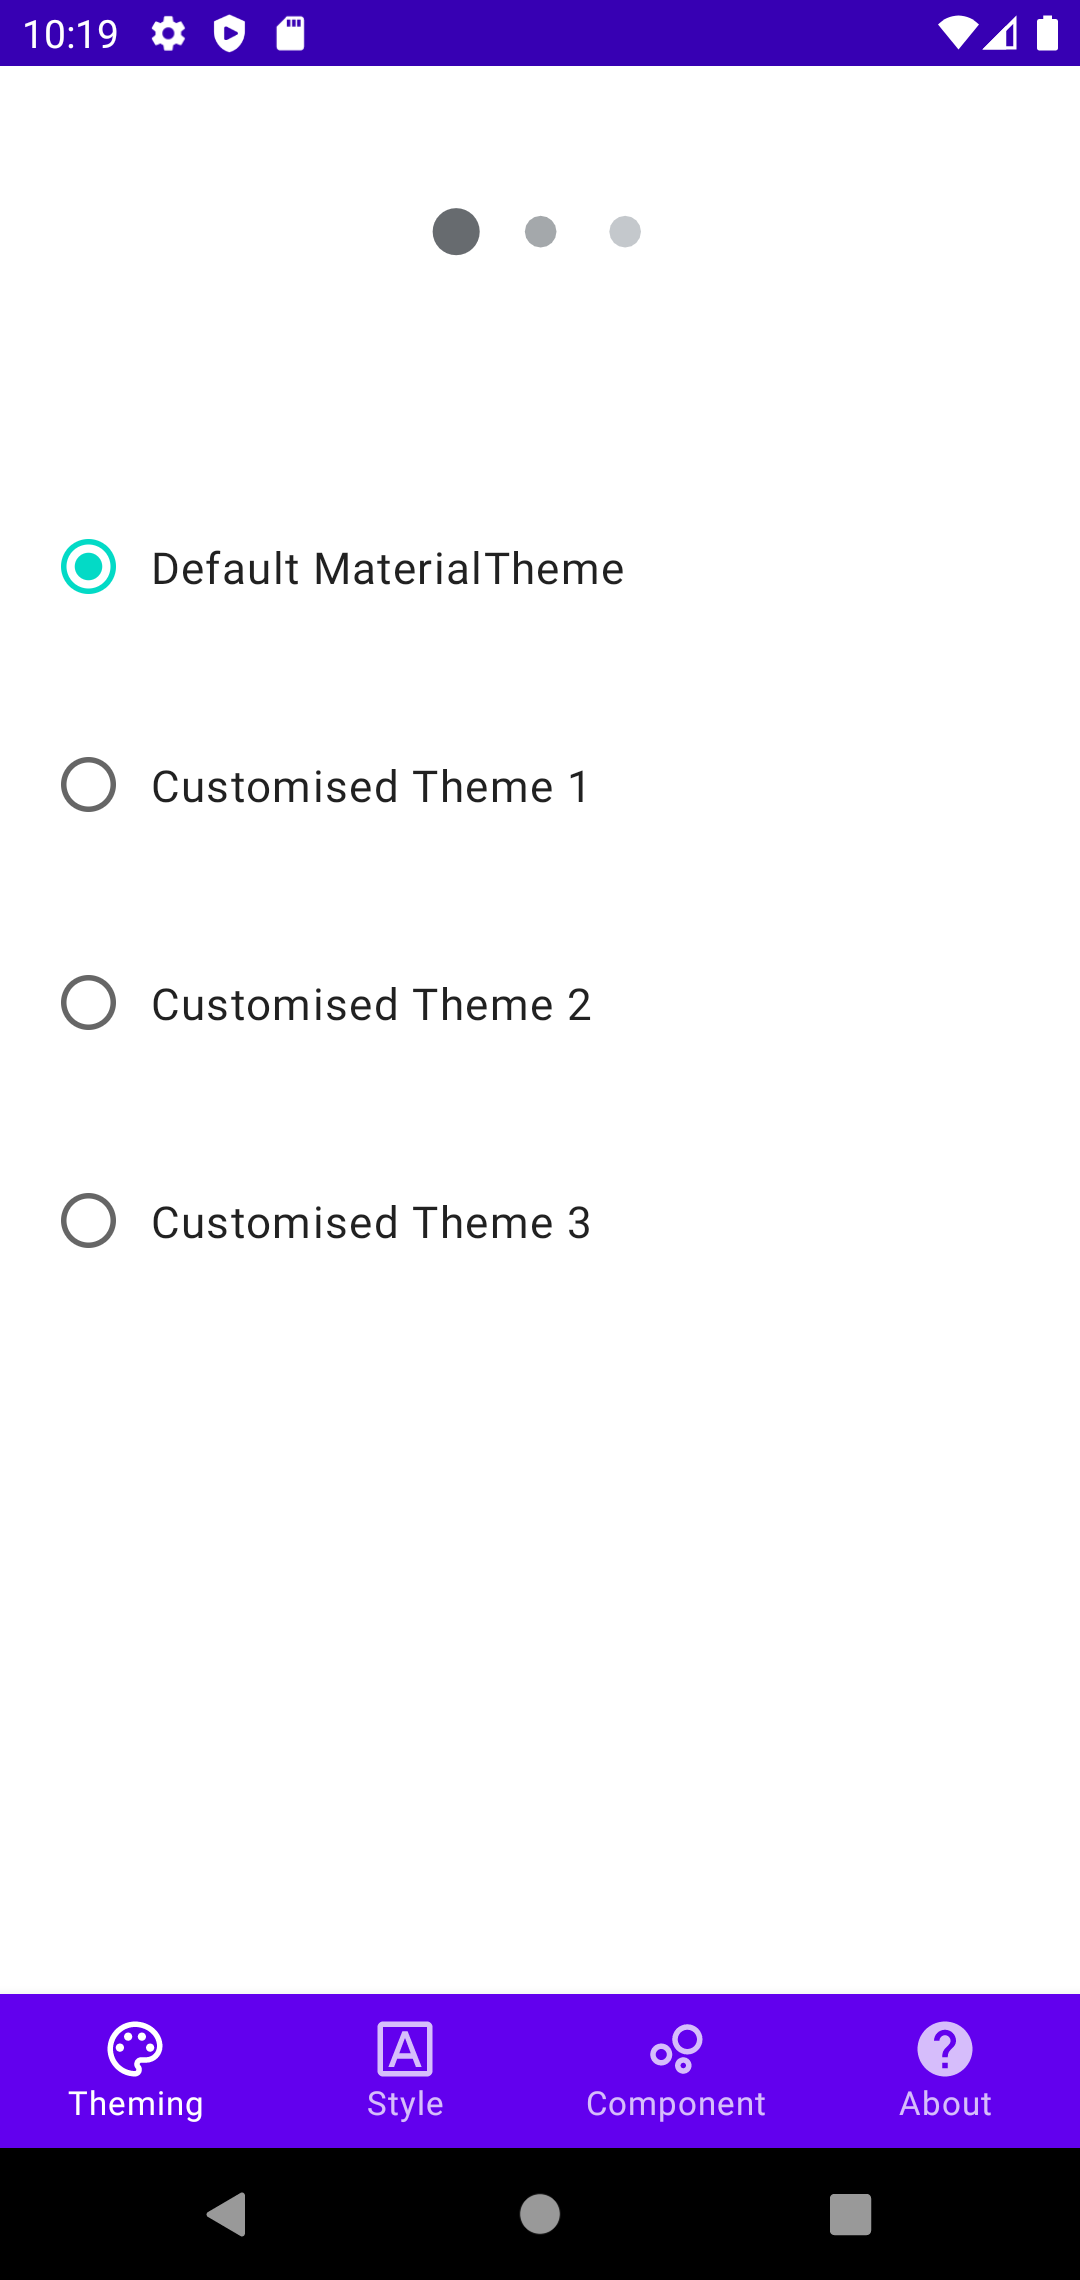 10:19
Default MaterialTheme
Customised Theme 1
Customised Theme 2
Customised Theme 3
Theming Style Component About